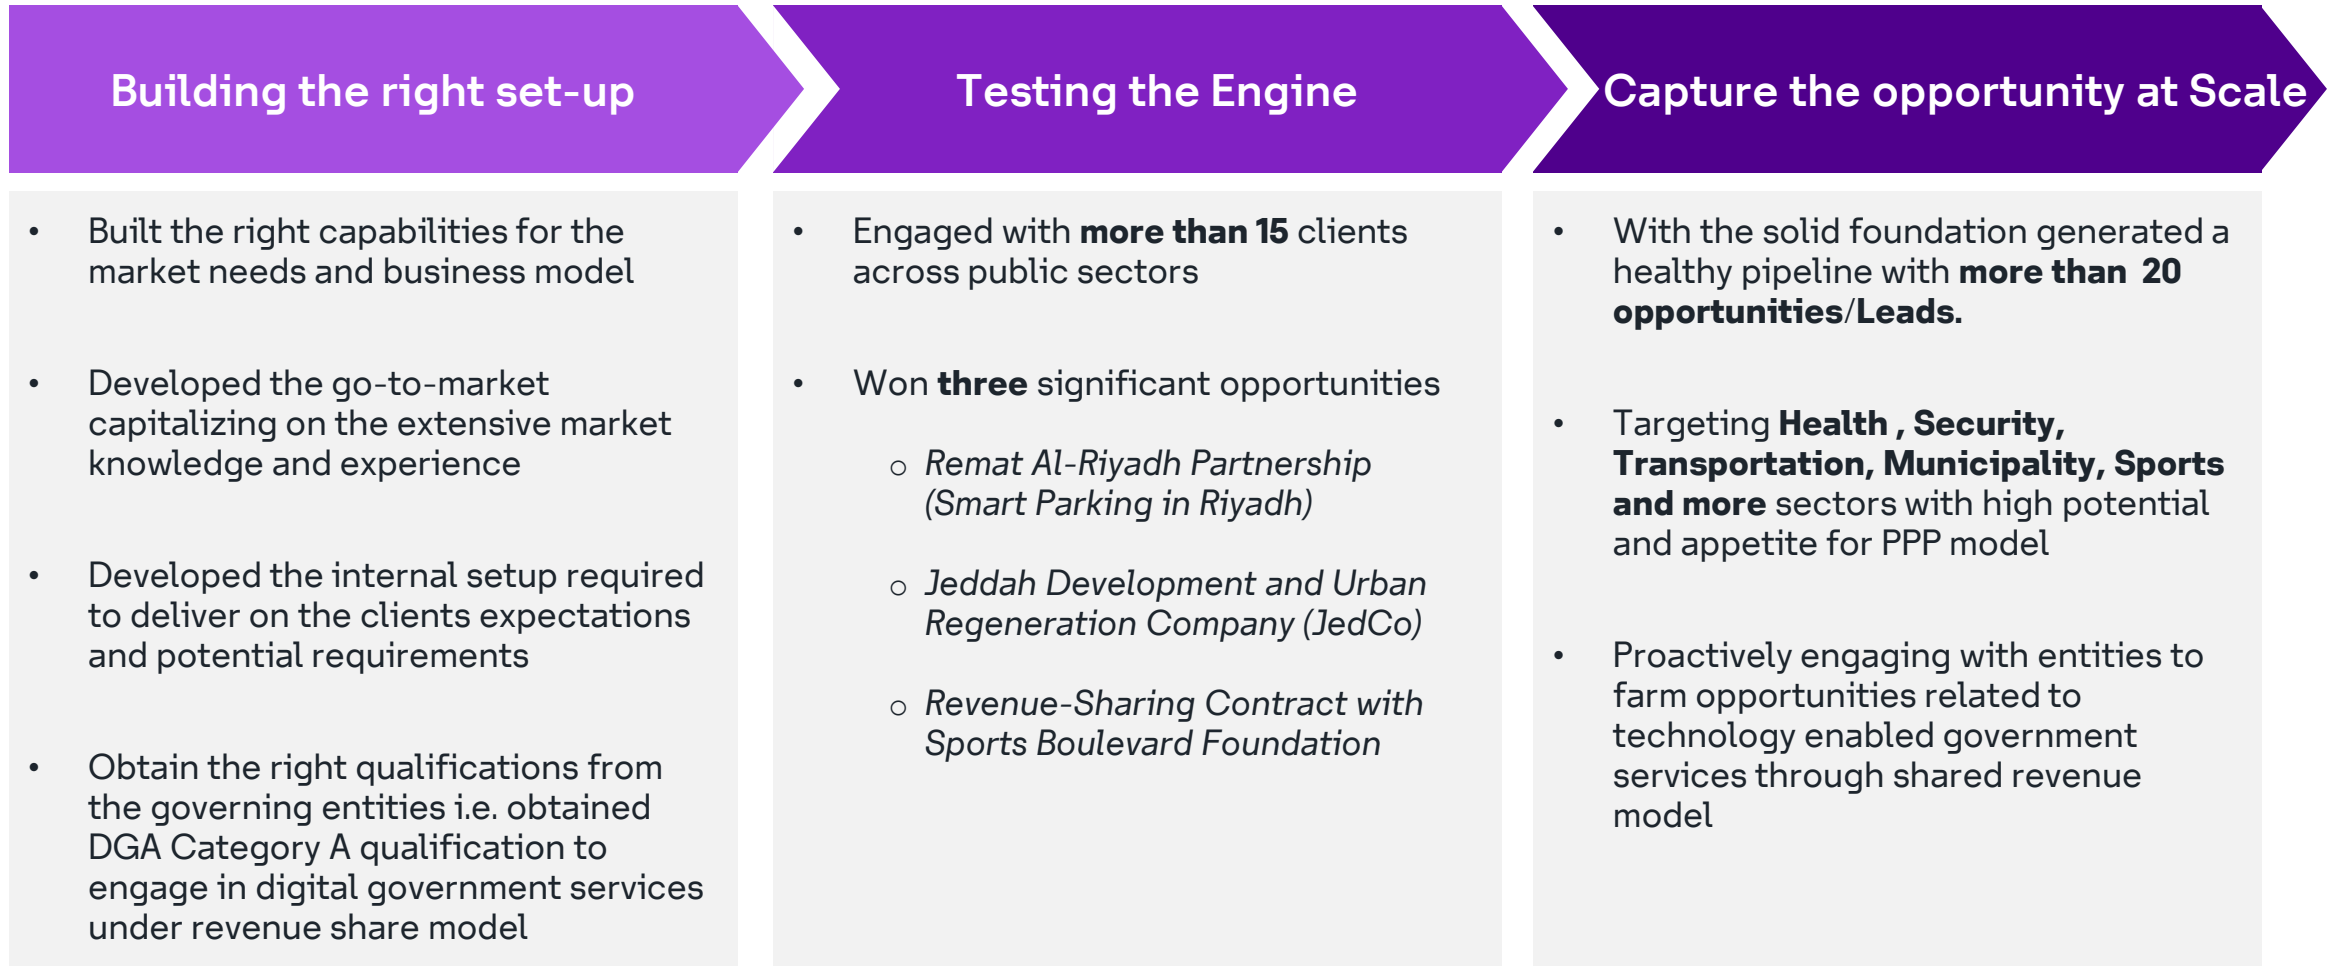 Building the right set-up
• Built the right capabilities for the
market needs and business model
• Developed the go-to-market
capitalizing on the extensive market
knowledge and experience
• Developed the internal setup required
to deliver on the clients expectations
and potential requirements
• Obtain the right qualifications from
the governing entities i.e. obtained
DGA Category A qualification to
engage in digital government services
under revenue share model
Testing the Engine
• Engaged with more than 15 clients
across public sectors
• Won three significant opportunities
○ Remat Al-Riyadh Partnership
(Smart Parking in Riyadh)
○ Jeddah Development and Urban
Regeneration Company (JedCo)
○ Revenue-Sharing Contract with
Sports Boulevard Foundation
Capture the opportunity at Scale
• With the solid foundation generated a
healthy pipeline with more than  20
opportunities/Leads.
• Targeting Health , Security,
Transportation, Municipality, Sports
and more sectors with high potential
and appetite for PPP model
• Proactively engaging with entities to
farm opportunities related to
technology enabled government
services through shared revenue
model